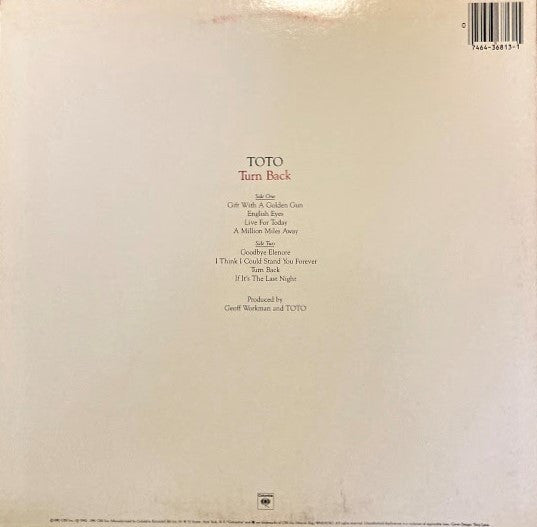 0
7464-36813-1
TOTO
Turn Back
Side One
Gift With A Golden Gun
English Eyes
Live For Today
A Million Miles Away
Side Two
Goodbye Elenore
I Think I Could Stand You Forever
Turn Back
If It's The Last Night
Produced by
Geoff Workman and TOTO
Columbia